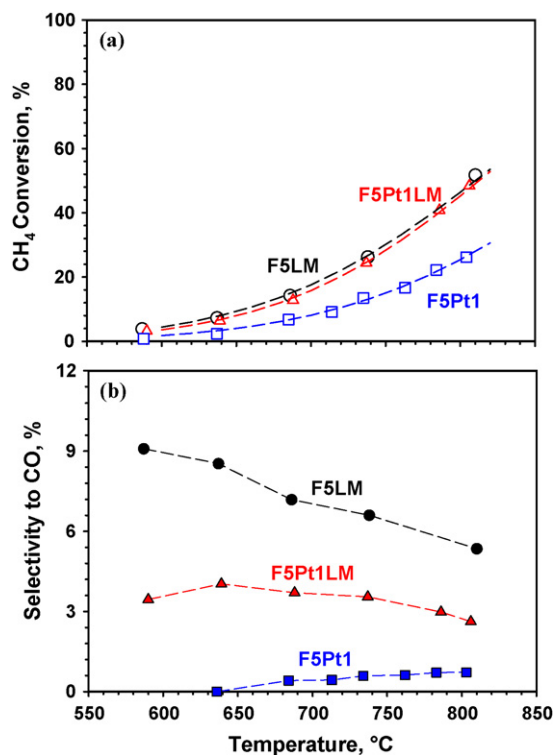 (a)
CH4 Conversion, %
100
80
60
40
20
0
F5Pt1LM
F5LM
F5Pt1
(b)
Selectivity to CO, %
12
9
6
3
0
F5LM
F5Pt1LM
F5Pt1
550 600 650 700 750 800 850
Temperature, °C